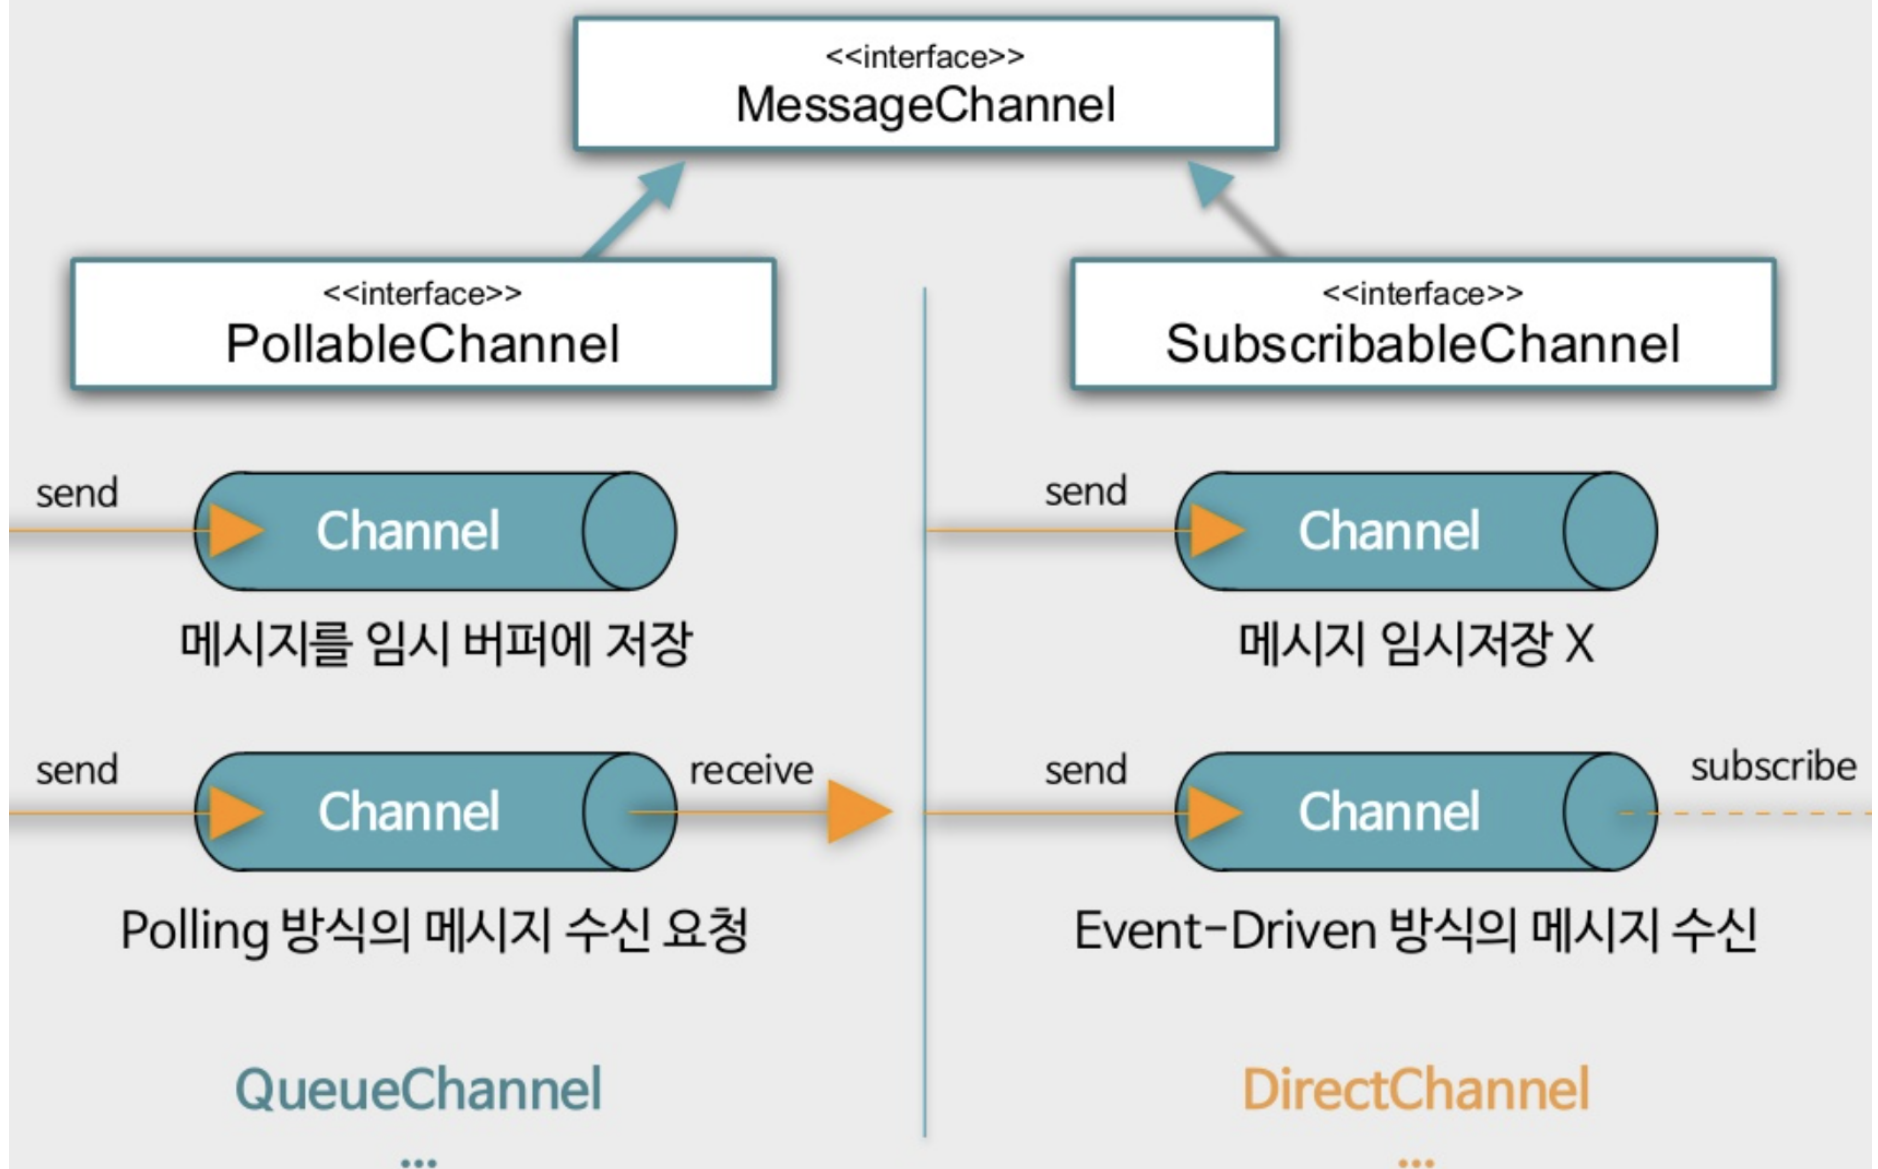 <<interface>>
MessageChannel
<<interface>>
PollableChannel
send
Channel
메시지를 임시 버퍼에 저장
send
Channel
receive
Polling 방식의 메시지 수신 요청
QueueChannel
...
<<interface>>
SubscribableChannel
send
Channel
메시지 임시저장 X
send
Channel
subscribe
Event-Driven 방식의 메시지 수신
DirectChannel
...